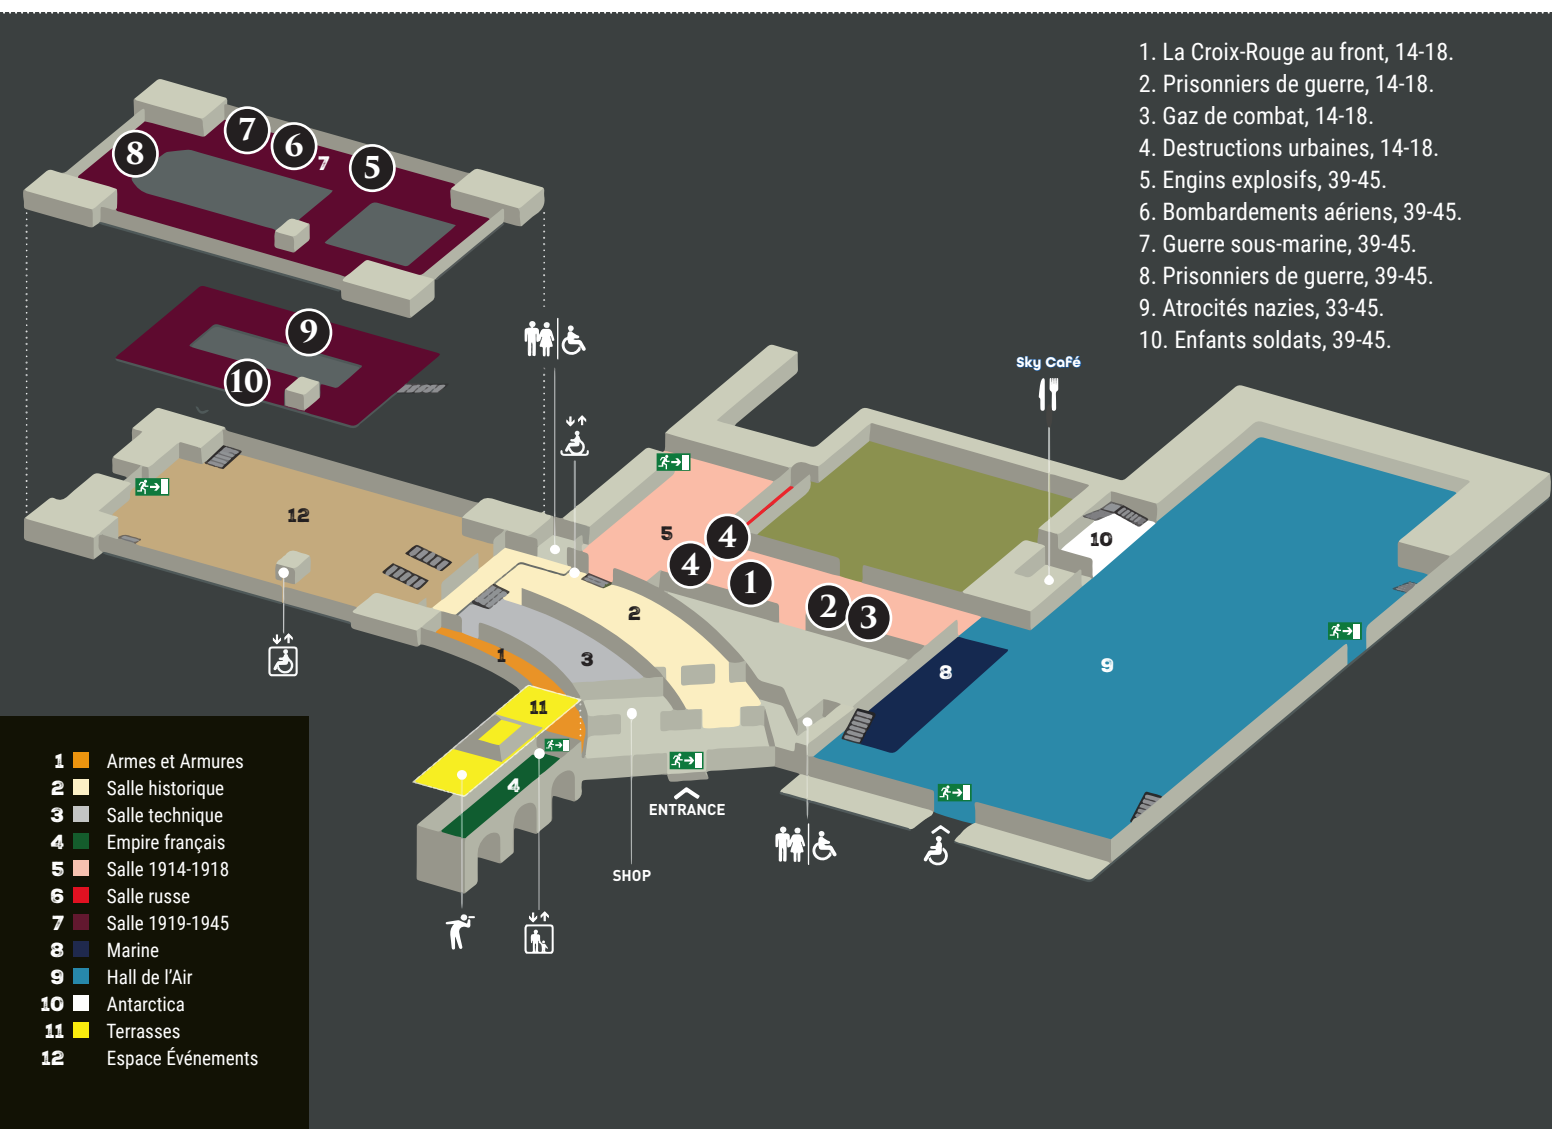 1. La Croix-Rouge au front, 14-18.
2. Prisonniers de guerre, 14-18.
3. Gaz de combat, 14-18.
4. Destructions urbaines, 14-18.
5. Engins explosifs, 39-45.
6. Bombardements aériens, 39-45.
7. Guerre sous-marine, 39-45.
8. Prisonniers de guerre, 39-45.
9. Atrocités nazies, 33-45.
10. Enfants soldats, 39-45.
8
7
6
7
5
9
10
Sky Café
12
5
4
4
1
2
3
10
2
1
3
8
9
11
4
ENTRANCE
SHOP
1 Armes et Armures
2 Salle historique
3 Salle technique
4 Empire français
5 Salle 1914-1918
6 Salle russe
7 Salle 1919-1945
8 Marine
9 Hall de l'Air
10 Antarctica
11 Terrasses
12 Espace Événements